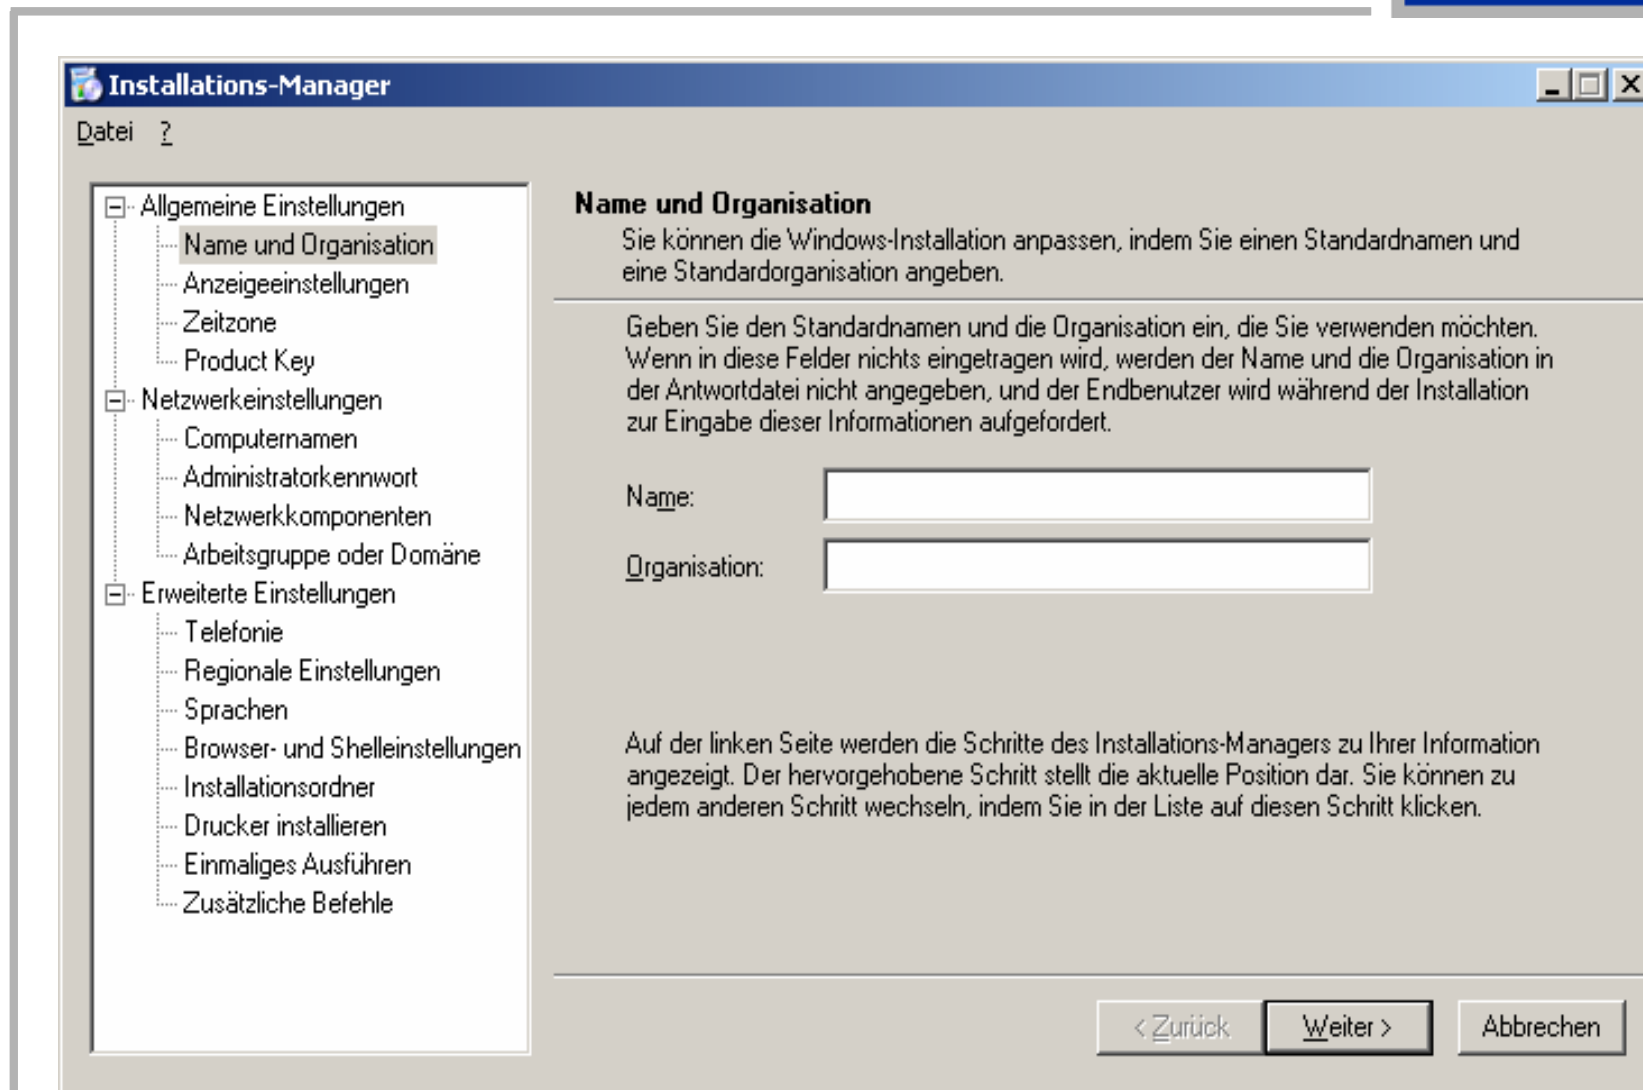 Installations-Manager
Datei ?
Allgemeine Einstellungen
Name und Organisation
Anzeigeeinstellungen
Zeitzone
Product Key
Netzwerkeinstellungen
Computernamen
Administratorkennwort
Netzwerkkomponenten
Arbeitsgruppe oder Domäne
Erweiterte Einstellungen
Telefonie
Regionale Einstellungen
Sprachen
Browser- und Shelleinstellungen
Installationsordner
Drucker installieren
Einmaliges Ausführen
Zusätzliche Befehle
Name und Organisation
Sie können die Windows-Installation anpassen, indem Sie einen Standardnamen und
eine Standardorganisation angeben.
Geben Sie den Standardnamen und die Organisation ein, die Sie verwenden möchten.
Wenn in diese Felder nichts eingetragen wird, werden der Name und die Organisation in
der Antwortdatei nicht angegeben, und der Endbenutzer wird während der Installation
zur Eingabe dieser Informationen aufgefordert.
Name:
Organisation:
Auf der linken Seite werden die Schritte des Installations-Managers zu Ihrer Information
angezeigt. Der hervorgehobene Schritt stellt die aktuelle Position dar. Sie können zu
jedem anderen Schritt wechseln, indem Sie in der Liste auf diesen Schritt klicken.
< Zurück Weiter > Abbrechen